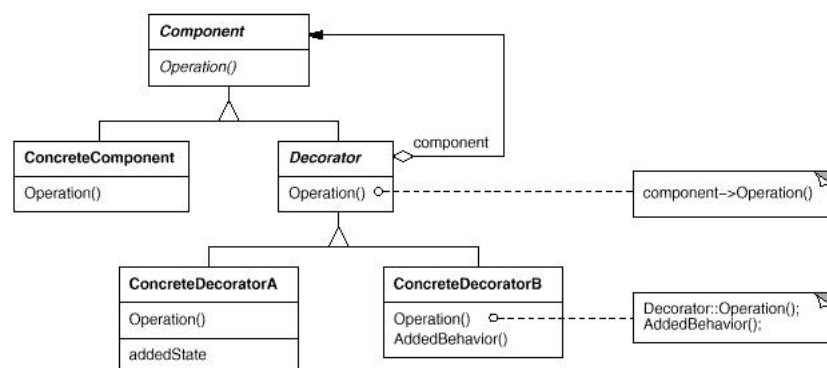 Component
Operation()
component
ConcreteComponent
Operation()
Decorator
Operation()
component->Operation()
ConcreteDecoratorA
Operation()
addedState
ConcreteDecoratorB
Operation()
AddedBehavior()
Decorator::Operation();
AddedBehavior();